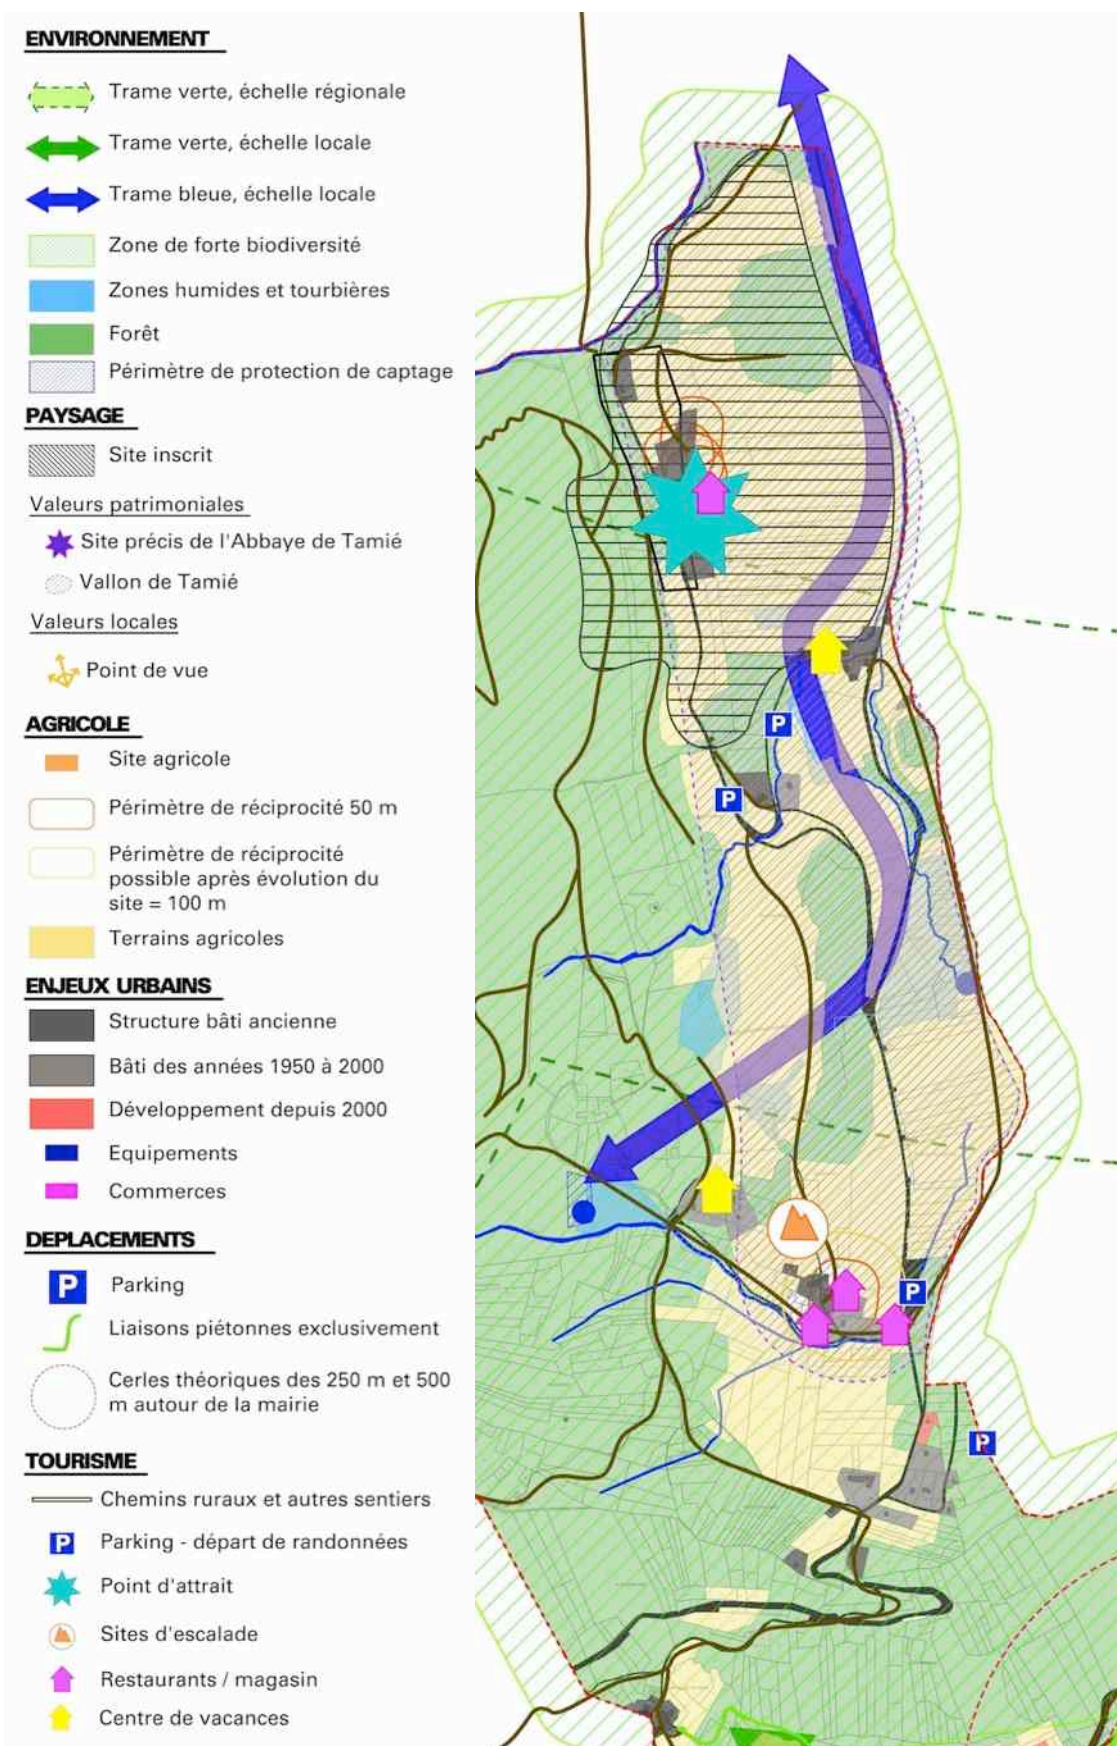 ENVIRONNEMENT
Trame verte, échelle régionale
Trame verte, échelle locale
Trame bleue, échelle locale
Zone de forte biodiversité
Zones humides et tourbières
Forêt
Périmètre de protection de captage
PAYSAGE
Site inscrit
Valeurs patrimoniales
Site précis de l'Abbaye de Tamié
Vallon de Tamié
Valeurs locales
Point de vue
AGRICOLE
Site agricole
Périmètre de réciprocité 50 m
Périmètre de réciprocité
possible après évolution du
site = 100 m
Terrains agricoles
ENJEUX URBAINS
Structure bâti ancienne
Bâti des années 1950 à 2000
Développement depuis 2000
Equipements
Commerces
DEPLACEMENTS
P Parking
Liaisons piétonnes exclusivement
Cerles théoriques des 250 m et 500
m autour de la mairie
TOURISME
Chemins ruraux et autres sentiers
P Parking - départ de randonnées
Point d'attrait
Sites d'escalade
Restaurants / magasin
Centre de vacances
P
P
P
P